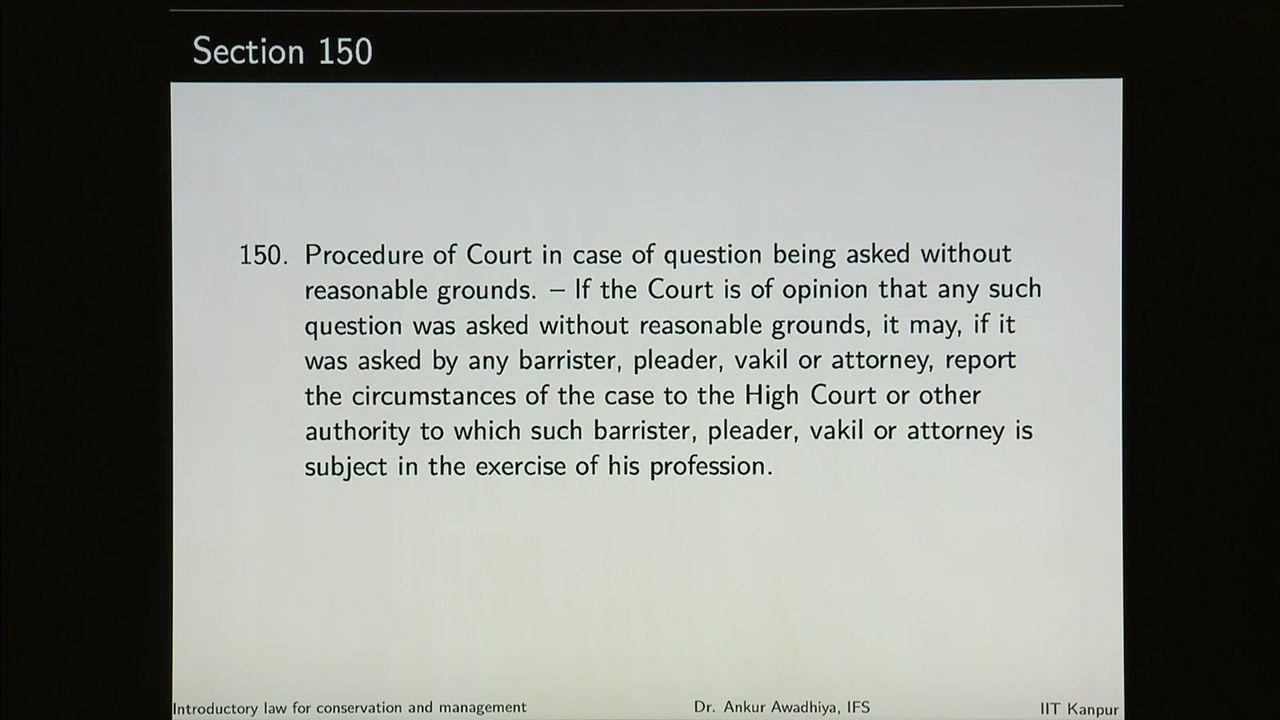 Section 150
150. Procedure of Court in case of question being asked without
reasonable grounds. – If the Court is of opinion that any such
question was asked without reasonable grounds, it may, if it
was asked by any barrister, pleader, vakil or attorney, report
the circumstances of the case to the High Court or other
authority to which such barrister, pleader, vakil or attorney is
subject in the exercise of his profession.
Introductory law for conservation and management Dr. Ankur Awadhiya, IFS IIT Kanpur